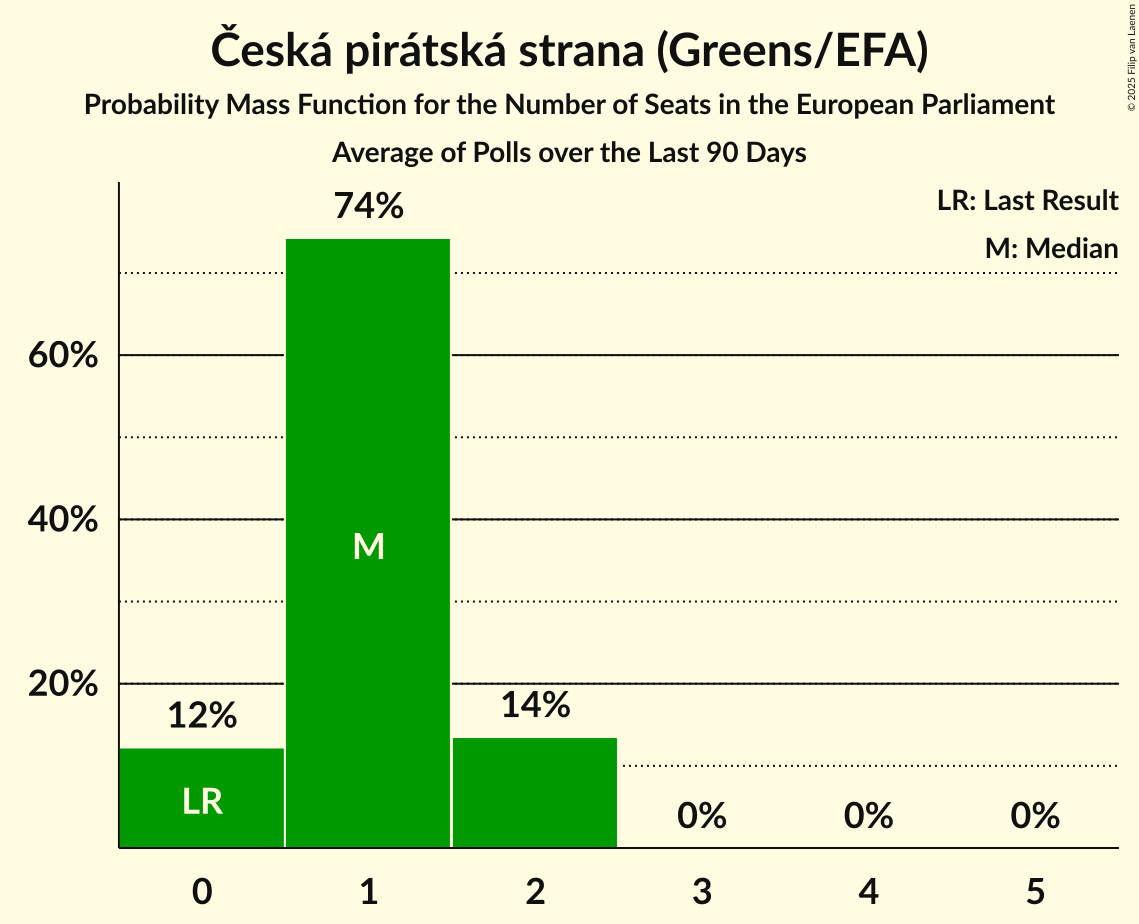 Česká pirátská strana (Greens/EFA)
Probability Mass Function for the Number of Seats in the European Parliament
Average of Polls over the Last 90 Days
© 2025 Filip van Laenen
LR: Last Result
M: Median
74%
60%
40%
20%
M
12%
14%
LR
0%
0%
0%
0
1
2
3
4
5